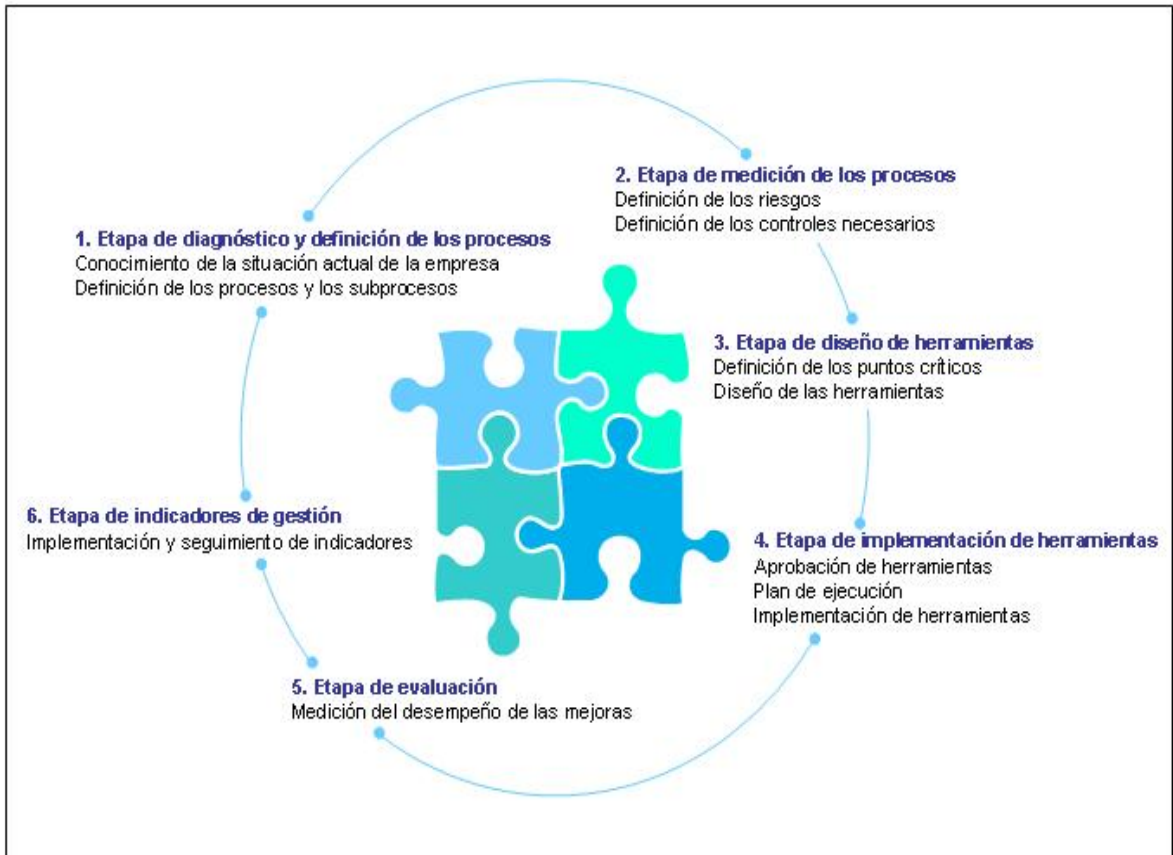 1. Etapa de diagnóstico y definición de los procesos
Conocimiento de la situación actual de la empresa
Definición de los procesos y los subprocesos
2. Etapa de medición de los procesos
Definición de los riesgos
Definición de los controles necesarios
3. Etapa de diseño de herramientas
Definición de los puntos críticos
Diseño de las herramientas
4. Etapa de implementación de herramientas
Aprobación de herramientas
Plan de ejecución
Implementación de herramientas
5. Etapa de evaluación
Medición del desempeño de las mejoras
6. Etapa de indicadores de gestión
Implementación y seguimiento de indicadores